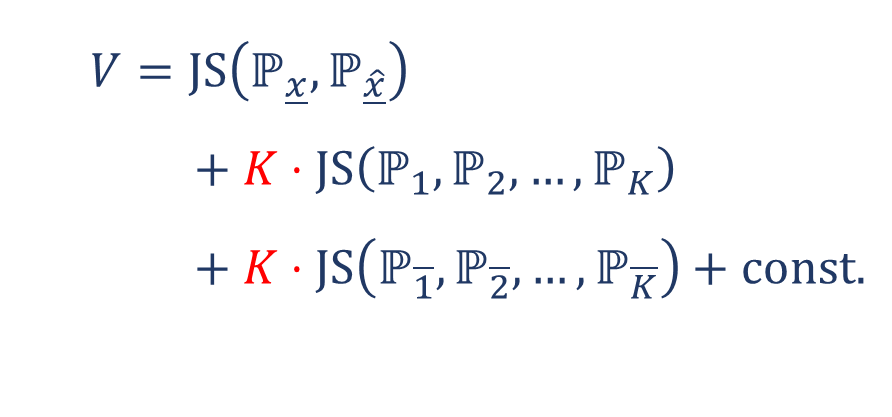 V = JS(ℙ_x̲, ℙ_x̲̂)
+ K · JS(ℙ_1, ℙ_2, … , ℙ_K)
+ K · JS(ℙ_1̅, ℙ_2̅, … , ℙ_K̅) + const.